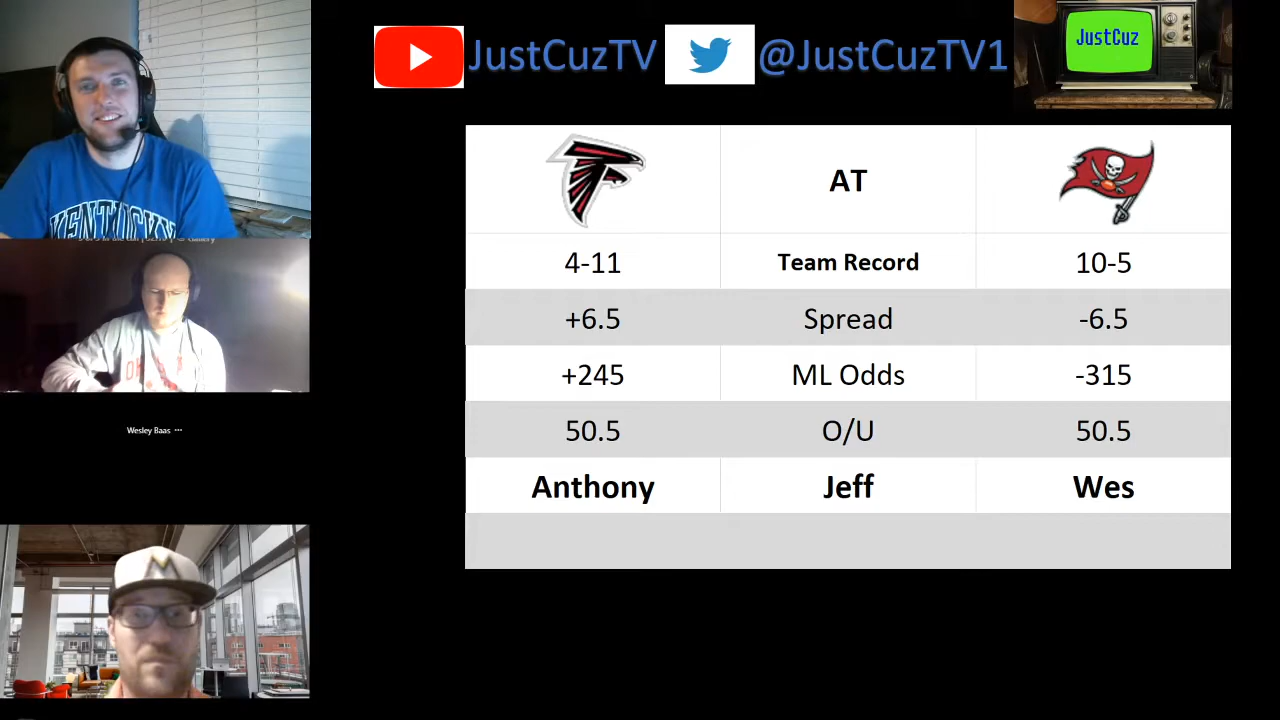 JustCuzTV @JustCuzTV1
JustCuz
KENTUCKY
Wesley Baas ···
AT
4-11 Team Record 10-5
+6.5 Spread -6.5
+245 ML Odds -315
50.5 O/U 50.5
Anthony Jeff Wes